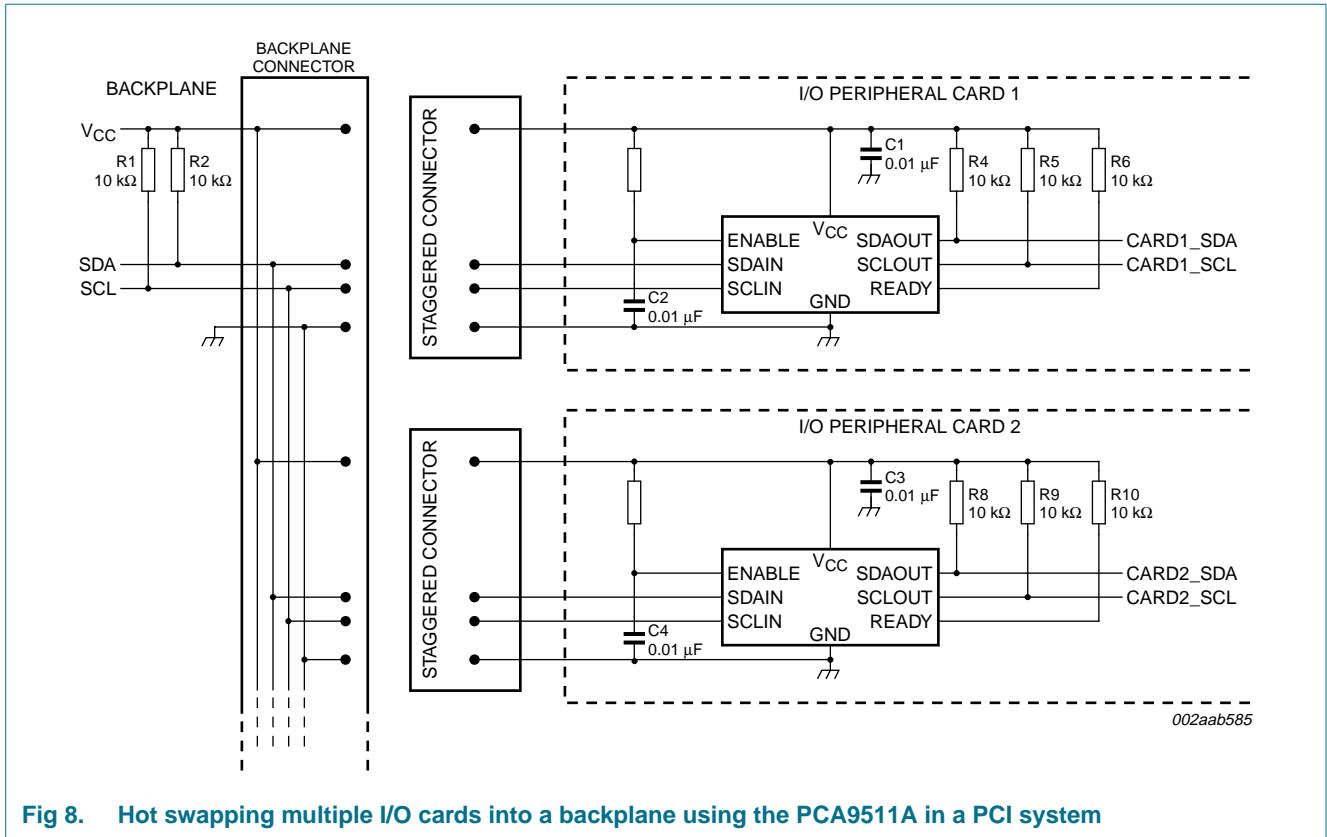 BACKPLANE
CONNECTOR
BACKPLANE
VCC
R1
10 kΩ
R2
10 kΩ
SDA
SCL
STAGGERED CONNECTOR
I/O PERIPHERAL CARD 1
C1
0.01 μF
R4
10 kΩ
R5
10 kΩ
R6
10 kΩ
VCC
ENABLE
SDAIN
SCLIN
SDAOUT
SCLOUT
READY
GND
C2
0.01 μF
CARD1_SDA
CARD1_SCL
STAGGERED CONNECTOR
I/O PERIPHERAL CARD 2
C3
0.01 μF
R8
10 kΩ
R9
10 kΩ
R10
10 kΩ
VCC
ENABLE
SDAIN
SCLIN
SDAOUT
SCLOUT
READY
GND
C4
0.01 μF
CARD2_SDA
CARD2_SCL
002aab585
Fig 8. Hot swapping multiple I/O cards into a backplane using the PCA9511A in a PCI system